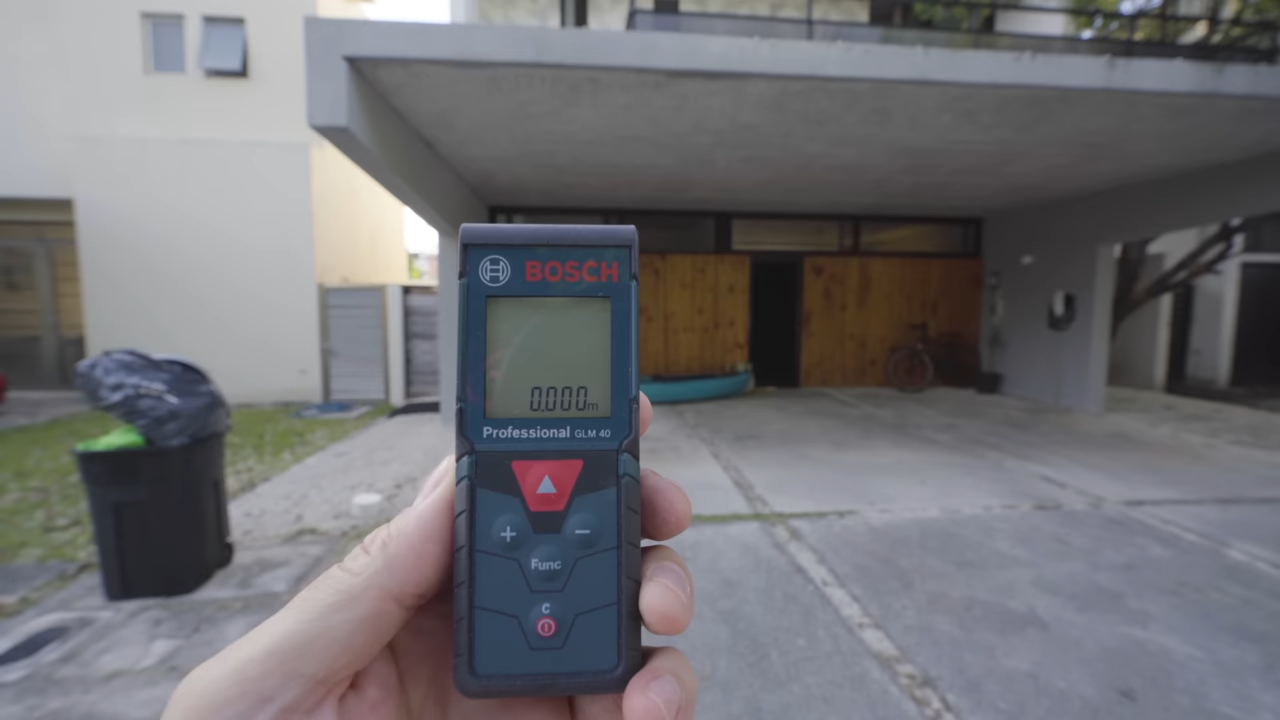 BOSCH
0.000m
Professional GLM 40
+ −
Func
C